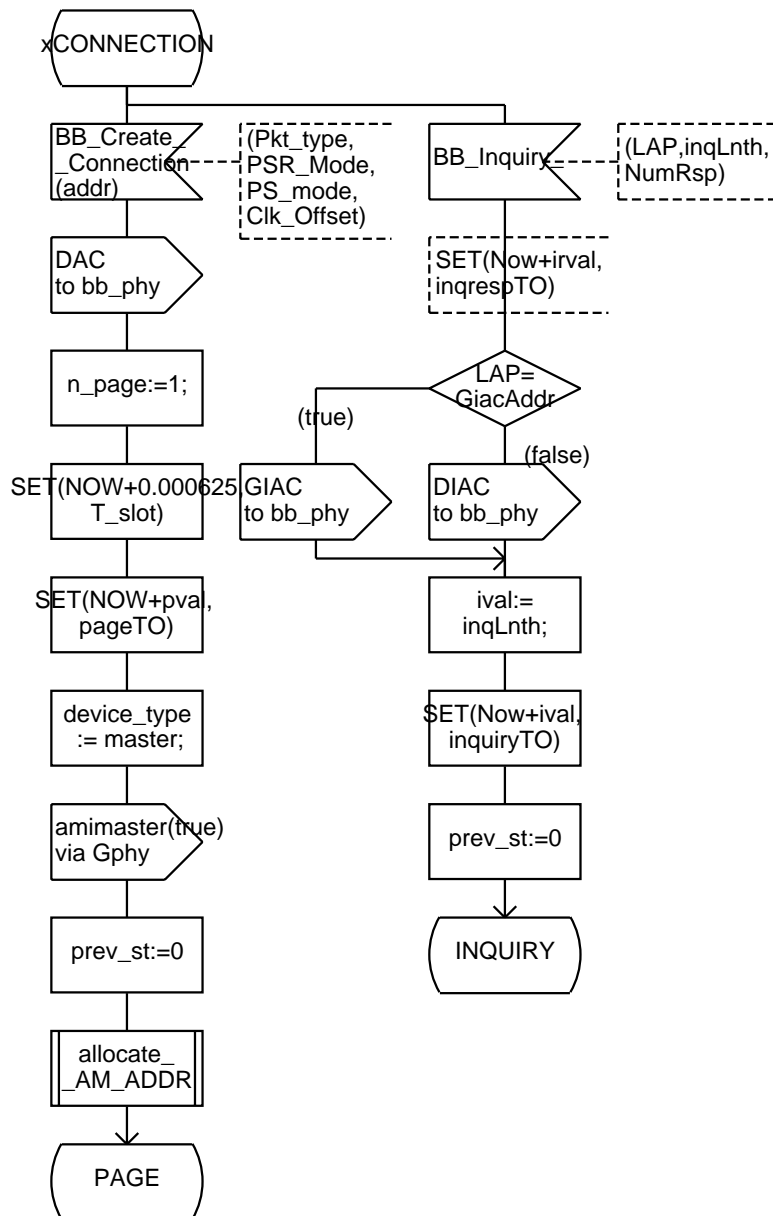 xCONNECTION
BB_Create_
_Connection
(addr)
(Pkt_type,
PSR_Mode,
PS_mode,
Clk_Offset)
DAC
to bb_phy
n_page:=1;
SET(NOW+0.000625,
T_slot)
SET(NOW+pval,
pageTO)
device_type
:= master;
amimaster(true)
via Gphy
prev_st:=0
allocate_
_AM_ADDR
PAGE
BB_Inquiry_
(LAP,inqLnth,
NumRsp)
SET(Now+irval,
inqrespTO)
LAP=
GiacAddr
(true)
(false)
GIAC
to bb_phy
DIAC
to bb_phy
ival:=
inqLnth;
SET(Now+ival,
inquiryTO)
prev_st:=0
INQUIRY